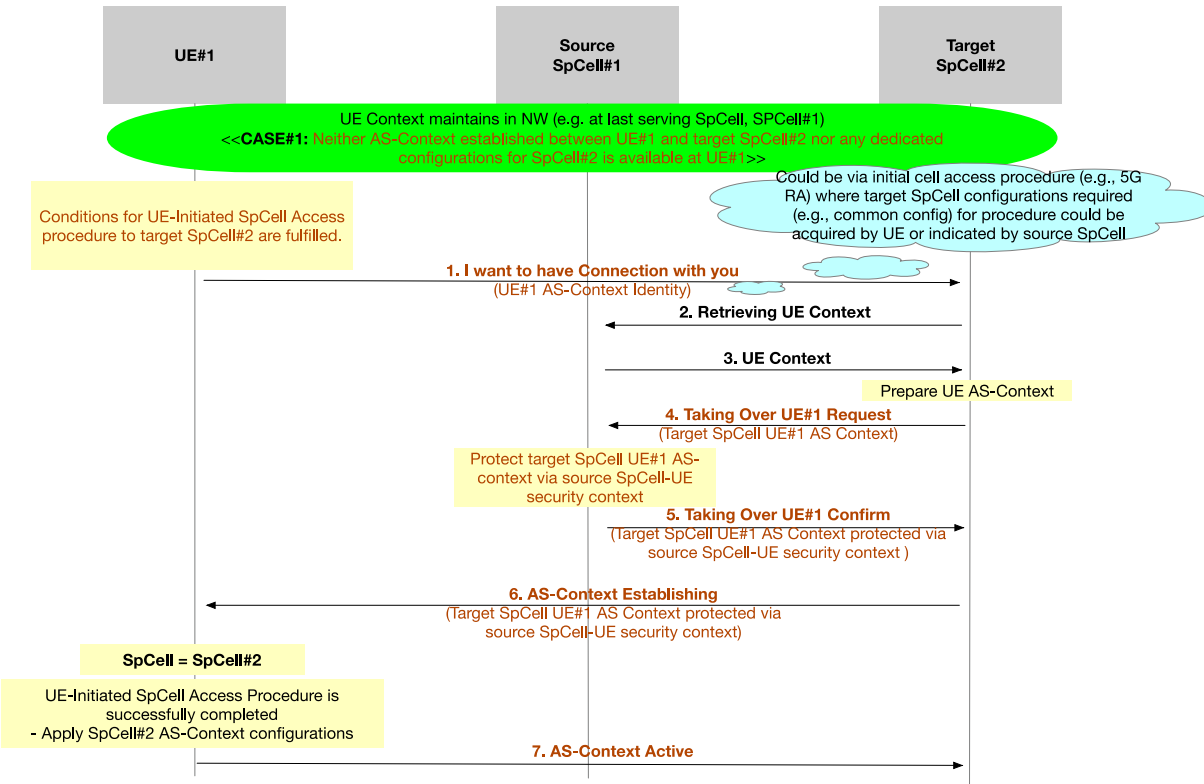 UE#1
Source
SpCell#1
Target
SpCell#2
UE Context maintains in NW (e.g. at last serving SpCell, SPCell#1)
<<CASE#1: Neither AS-Context established between UE#1 and target SpCell#2 nor any dedicated
configurations for SpCell#2 is available at UE#1>>
Could be via initial cell access procedure (e.g., 5G
RA) where target SpCell configurations required
(e.g., common config) for procedure could be
acquired by UE or indicated by source SpCell
Conditions for UE-Initiated SpCell Access
procedure to target SpCell#2 are fulfilled.
1. I want to have Connection with you
(UE#1 AS-Context Identity)
2. Retrieving UE Context
3. UE Context
Prepare UE AS-Context
4. Taking Over UE#1 Request
(Target SpCell UE#1 AS Context)
Protect target SpCell UE#1 AS-
context via source SpCell-UE
security context
5. Taking Over UE#1 Confirm
(Target SpCell UE#1 AS Context protected via
source SpCell-UE security context )
6. AS-Context Establishing
(Target SpCell UE#1 AS Context protected via
source SpCell-UE security context)
SpCell = SpCell#2
UE-Initiated SpCell Access Procedure is
successfully completed
- Apply SpCell#2 AS-Context configurations
7. AS-Context Active